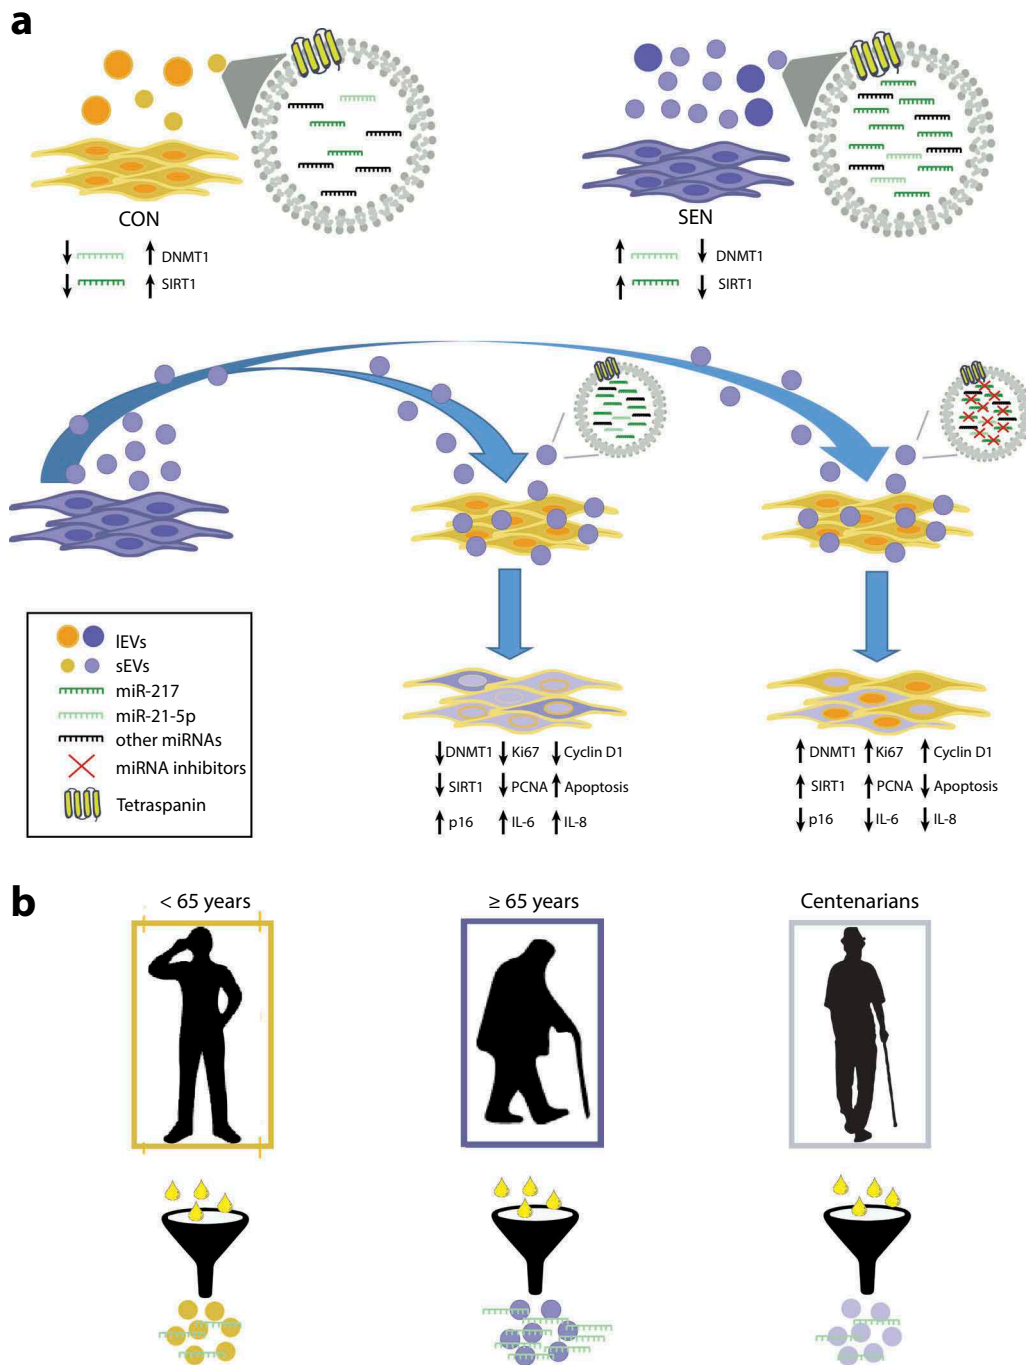 a
CON
SEN
DNMT1
SIRT1
DNMT1
SIRT1
lEVs
sEVs
miR-217
miR-21-5p
other miRNAs
miRNA inhibitors
Tetraspanin
DNMT1 Ki67 Cyclin D1
SIRT1 PCNA Apoptosis
p16 IL-6 IL-8
DNMT1 Ki67 Cyclin D1
SIRT1 PCNA Apoptosis
p16 IL-6 IL-8
b
< 65 years
≥ 65 years
Centenarians